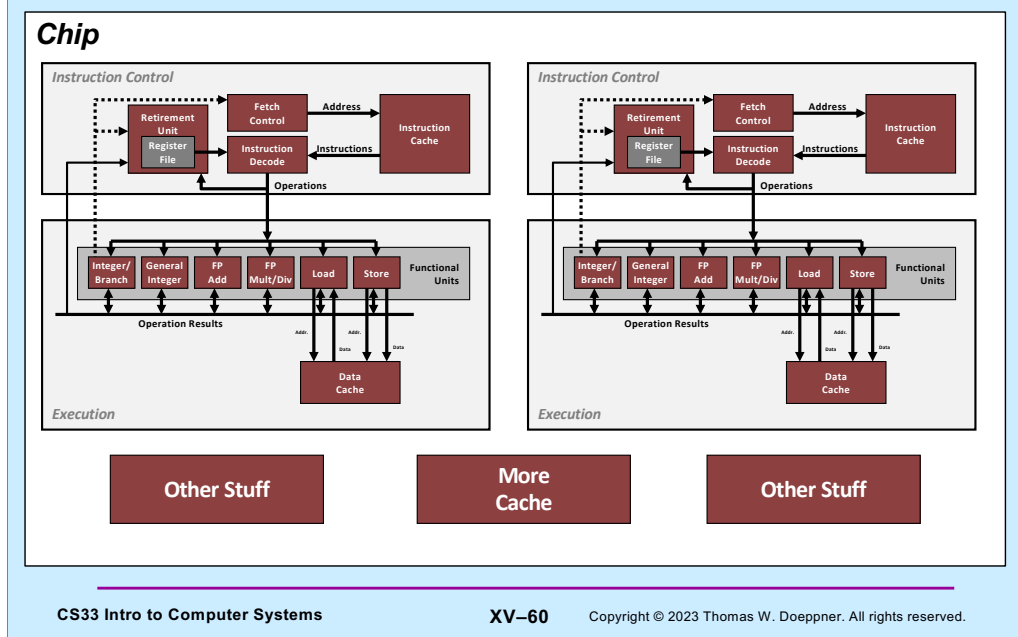 Chip
Instruction Control
Retirement
Unit
Register
File
Fetch
Control
Address
Instruction
Decode
Instructions
Instruction
Cache
Operations
Integer/
Branch
General
Integer
FP
Add
FP
Mult/Div
Load
Store
Functional
Units
Operation Results
Addr.
Data
Addr.
Data
Data
Cache
Execution
Instruction Control
Retirement
Unit
Register
File
Fetch
Control
Address
Instruction
Decode
Instructions
Instruction
Cache
Operations
Integer/
Branch
General
Integer
FP
Add
FP
Mult/Div
Load
Store
Functional
Units
Operation Results
Addr.
Data
Addr.
Data
Data
Cache
Execution
Other Stuff
More
Cache
Other Stuff
CS33 Intro to Computer Systems
XV–60
Copyright © 2023 Thomas W. Doeppner. All rights reserved.